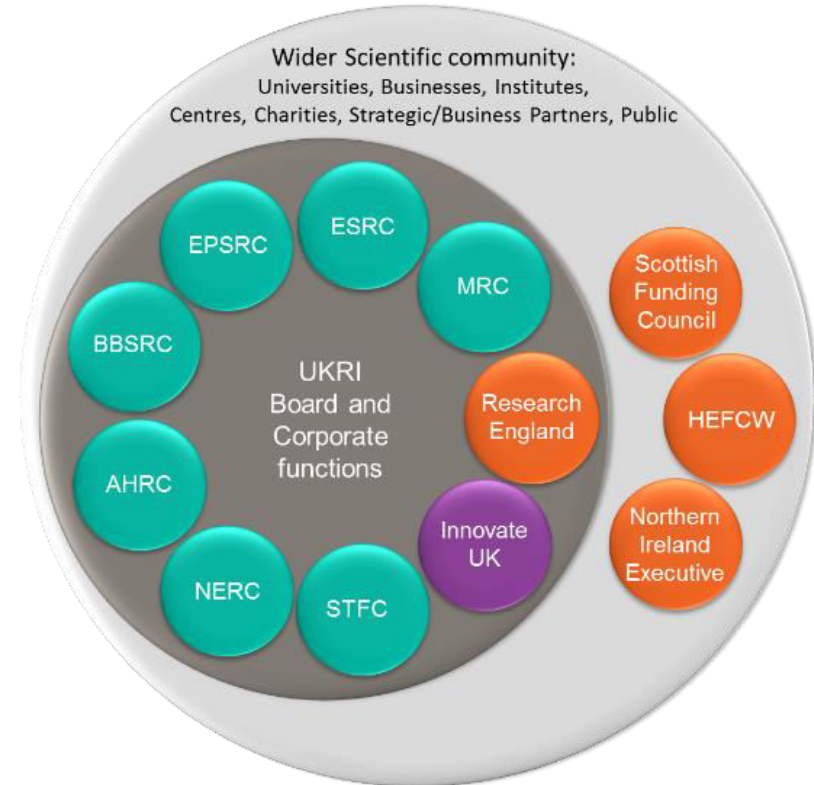 Wider Scientific community:
Universities, Businesses, Institutes,
Centres, Charities, Strategic/Business Partners, Public
ESRC
EPSRC
MRC
BBSRC
AHRC
NERC
STFC
UKRI
Board and
Corporate
functions
Research
England
Innovate
UK
Scottish
Funding
Council
HEFCW
Northern
Ireland
Executive